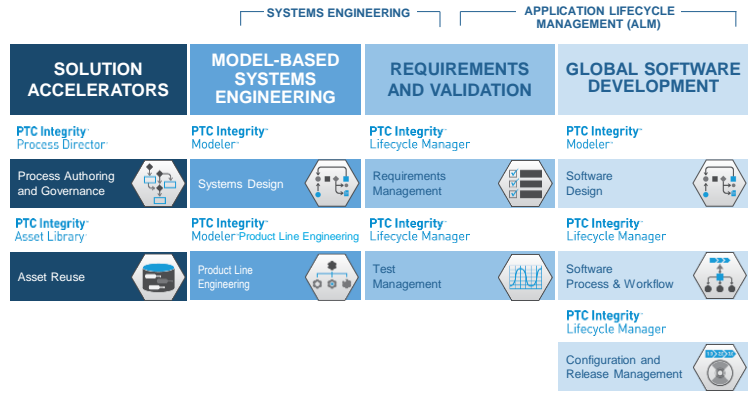 SYSTEMS ENGINEERING
APPLICATION LIFECYCLE
MANAGEMENT (ALM)
SOLUTION
ACCELERATORS
MODEL-BASED
SYSTEMS
ENGINEERING
REQUIREMENTS
AND VALIDATION
GLOBAL SOFTWARE
DEVELOPMENT
PTC Integrity™
Process Director™
PTC Integrity™
Modeler™
PTC Integrity™
Lifecycle Manager
PTC Integrity™
Modeler™
Process Authoring
and Governance
Systems Design
Requirements
Management
Software
Design
PTC Integrity™
Asset Library™
PTC Integrity™
Modeler™ Product Line Engineering
PTC Integrity™
Lifecycle Manager
PTC Integrity™
Lifecycle Manager
Asset Reuse
Product Line
Engineering
Test
Management
Software
Process & Workflow
PTC Integrity™
Lifecycle Manager
Configuration and
Release Management